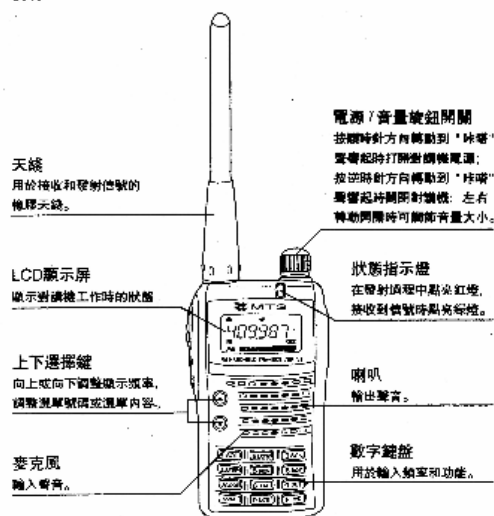 天綫
用於接收和發射信號的
橡膠天綫。
LCD顯示屏
顯示對講機工作時的狀態
上下選擇鍵
向上或向下調整顯示頻率,
調整選單號碼或選單內容。
麥克風
輸入聲音。
電源/音量旋鈕開關
按順時針方向轉動到"咔嗒"
聲響起時打開對講機電源;
按逆時針方向轉動到"咔嗒"
聲響起時關閉對講機; 左右
轉動開關時可調節音量大小。
狀態指示燈
在發射過程中點亮紅燈,
接收到信號時點亮綠燈。
喇叭
輸出聲音。
數字鍵盤
用於輸入頻率和功能。
MTS
409.987